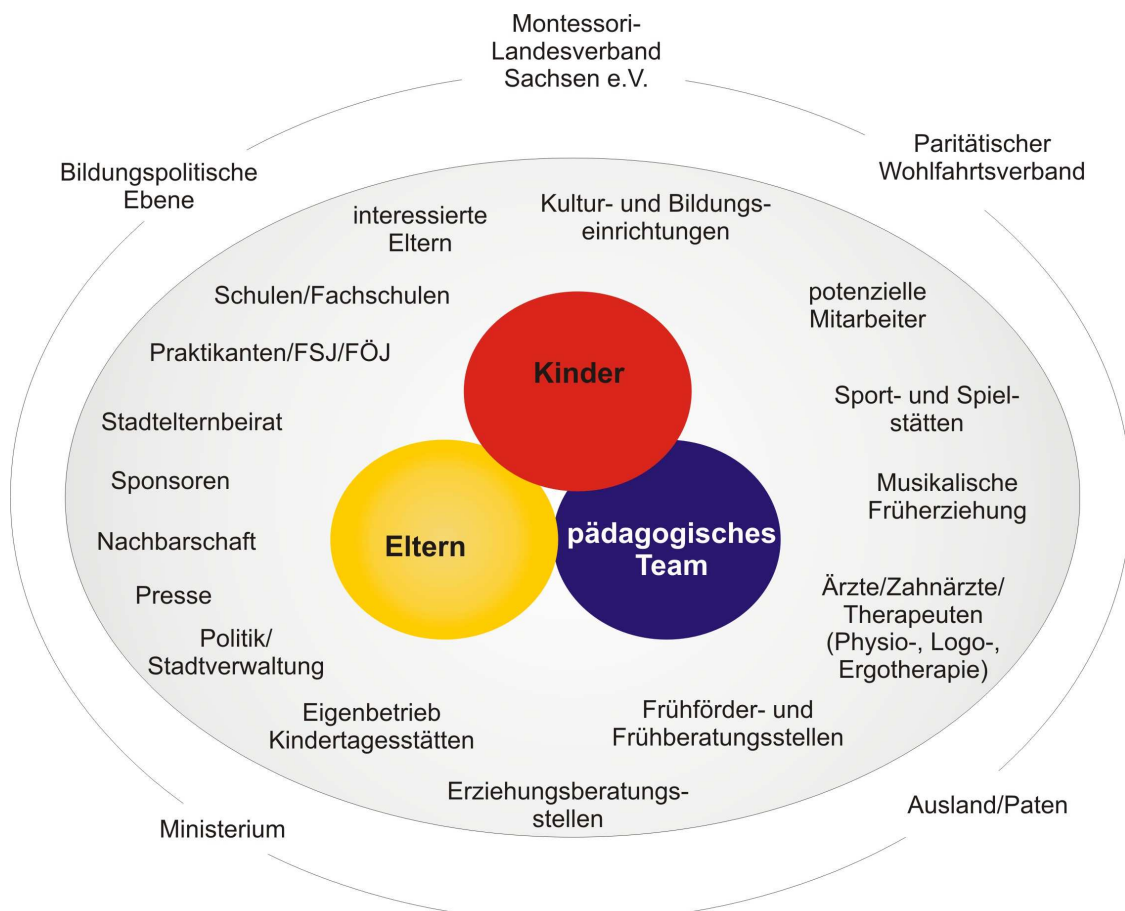 Montessori-
Landesverband
Sachsen e.V.
Paritätischer
Wohlfahrtsverband
Bildungspolitische
Ebene
interessierte
Eltern
Kultur- und Bildungs-
einrichtungen
Schulen/Fachschulen
potenzielle
Mitarbeiter
Praktikanten/FSJ/FÖJ
Kinder
Stadtelternbeirat
Sport- und Spiel-
stätten
Sponsoren
Musikalische
Früherziehung
Nachbarschaft
Eltern
pädagogisches
Team
Presse
Ärzte/Zahnärzte/
Therapeuten
(Physio-, Logo-,
Ergotherapie)
Politik/
Stadtverwaltung
Eigenbetrieb
Kindertagesstätten
Frühförder- und
Frühberatungsstellen
Erziehungsberatungs-
stellen
Ministerium
Ausland/Paten